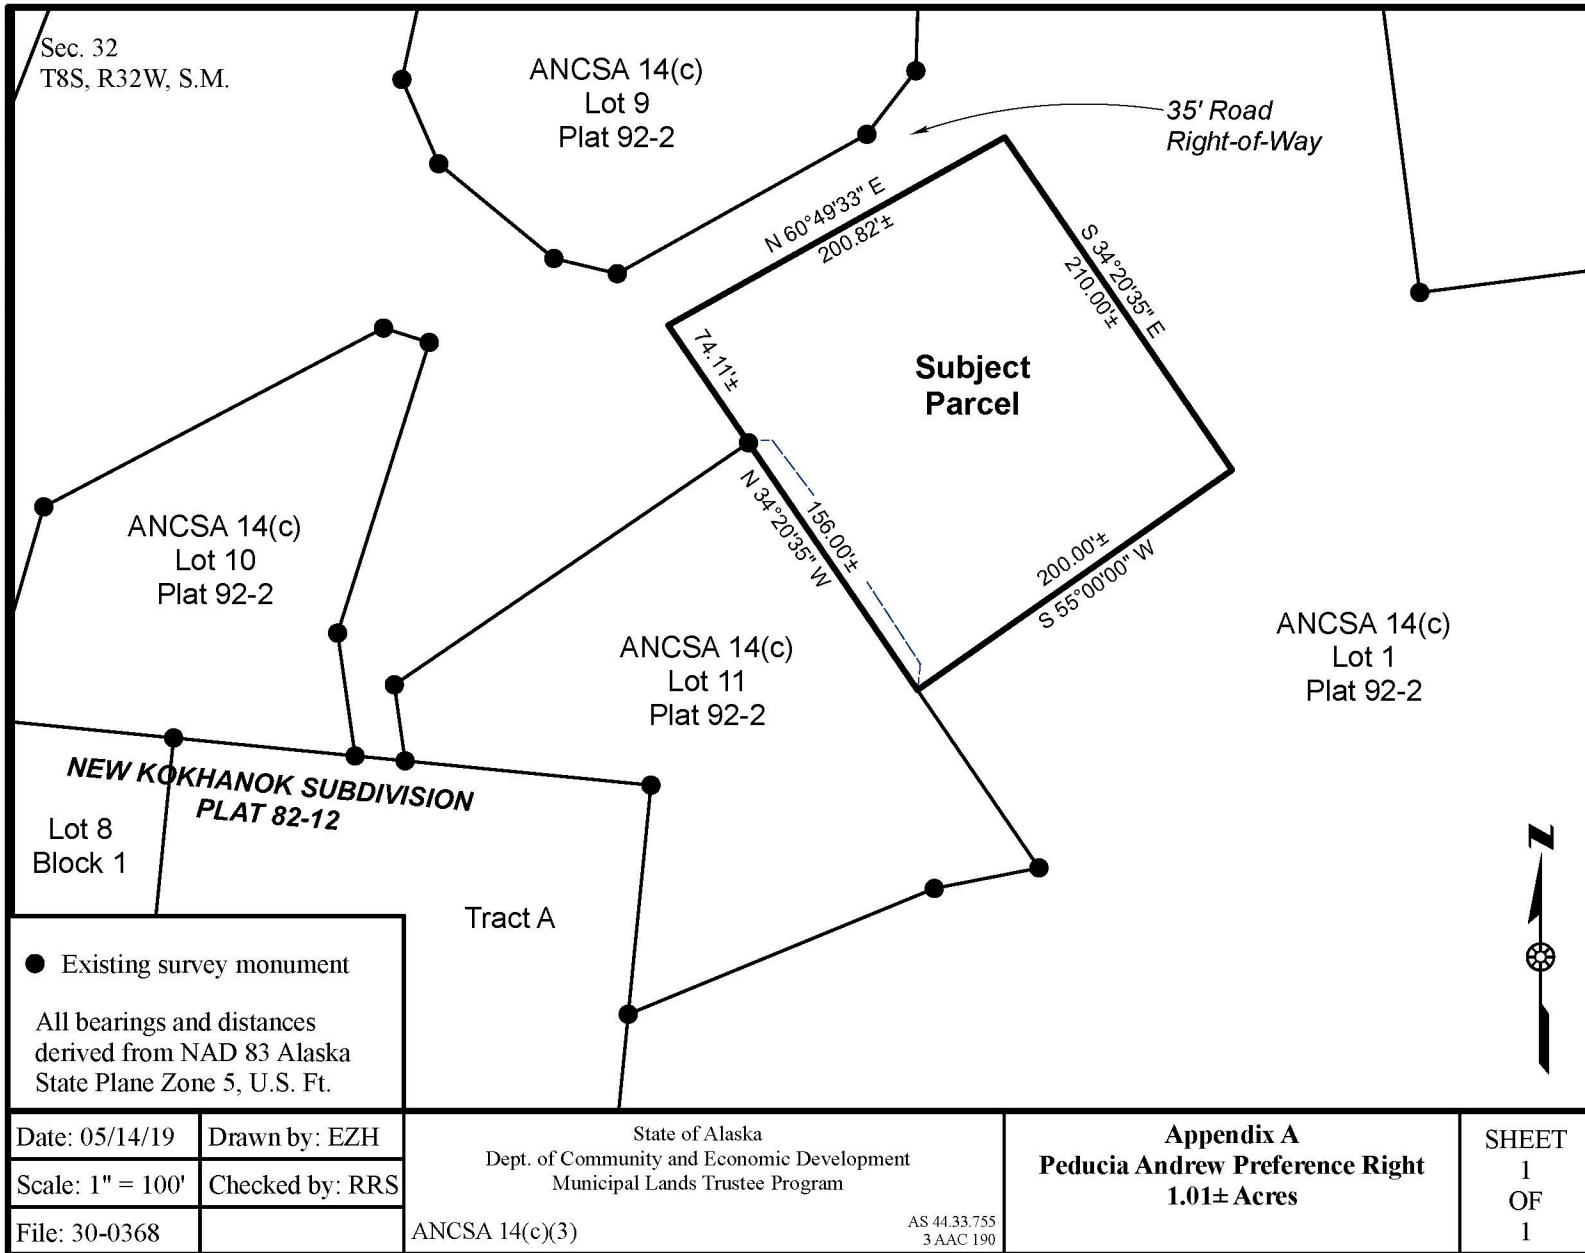 Sec. 32
T8S, R32W, S.M.
ANCSA 14(c)
Lot 9
Plat 92-2
35' Road
Right-of-Way
N 60°49'33" E
200.82'±
S 34°20'35" E
210.00'±
74.11'±
Subject
Parcel
156.00'±
N 34°20'35" W
200.00'±
S 55°00'00" W
ANCSA 14(c)
Lot 10
Plat 92-2
ANCSA 14(c)
Lot 11
Plat 92-2
ANCSA 14(c)
Lot 1
Plat 92-2
NEW KOKHANOK SUBDIVISION
PLAT 82-12
Lot 8
Block 1
Tract A
N
Existing survey monument
All bearings and distances
derived from NAD 83 Alaska
State Plane Zone 5, U.S. Ft.
Date: 05/14/19
Drawn by: EZH
Scale: 1" = 100'
Checked by: RRS
File: 30-0368
State of Alaska
Dept. of Community and Economic Development
Municipal Lands Trustee Program
ANCSA 14(c)(3)
AS 44.33.755
3 AAC 190
Appendix A
Peducia Andrew Preference Right
1.01± Acres
SHEET
1
OF
1